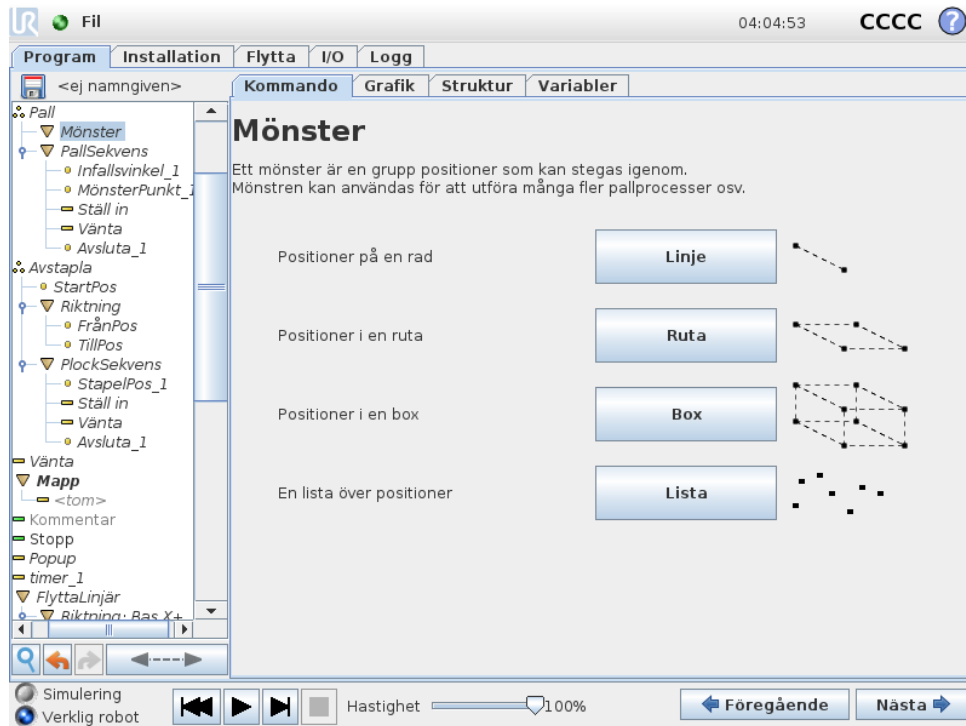 UR Fil 04:04:53 CCCC ?
Program Installation Flytta I/O Logg
<ej namngiven>
Kommando Grafik Struktur Variabler
Pall
Mönster
PallSekvens
Infallsvinkel_1
MönsterPunkt_1
Ställ in
Vänta
Avsluta_1
Avstapla
StartPos
Riktning
FrånPos
TillPos
PlockSekvens
StapelPos_1
Ställ in
Vänta
Avsluta_1
Vänta
Mapp
<tom>
Kommentar
Stopp
Popup
timer_1
FlyttaLinjär
Riktning: Bas X+
Mönster
Ett mönster är en grupp positioner som kan stegas igenom.
Mönstren kan användas för att utföra många fler pallprocesser osv.
Positioner på en rad Linje
Positioner i en ruta Ruta
Positioner i en box Box
En lista över positioner Lista
Simulering
Verklig robot
Hastighet 100%
Föregående Nästa